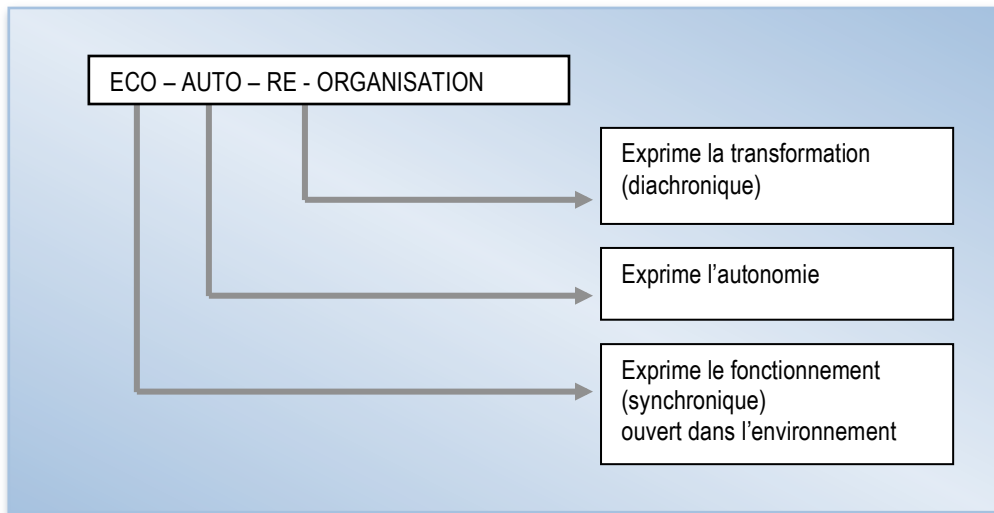 ECO – AUTO – RE - ORGANISATION
Exprime la transformation
(diachronique)
Exprime l’autonomie
Exprime le fonctionnement
(synchronique)
ouvert dans l’environnement